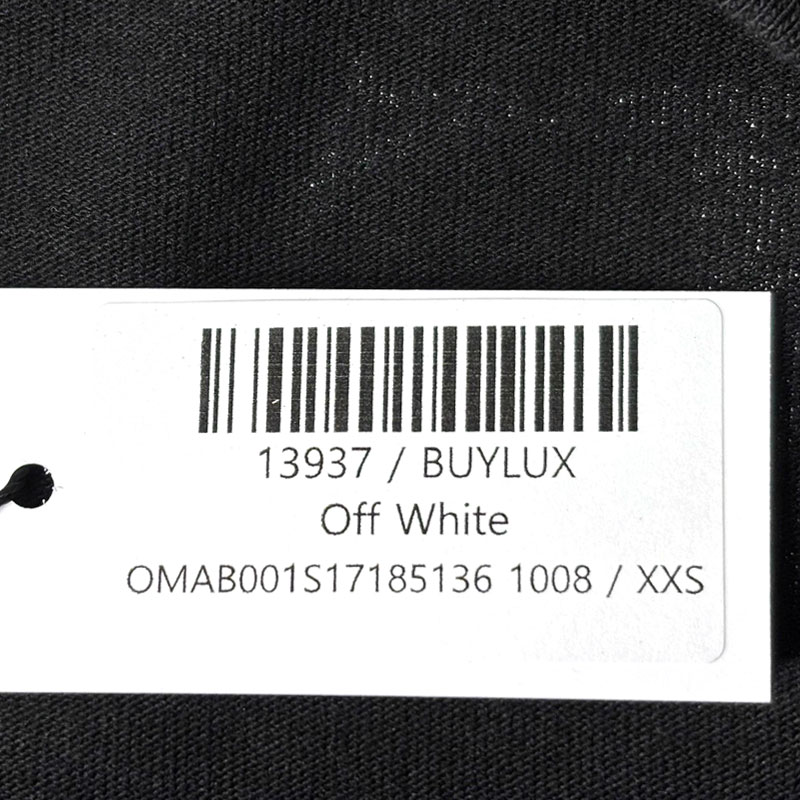 13937 / BUYLUX
Off White
OMAB001S17185136 1008 / XXS